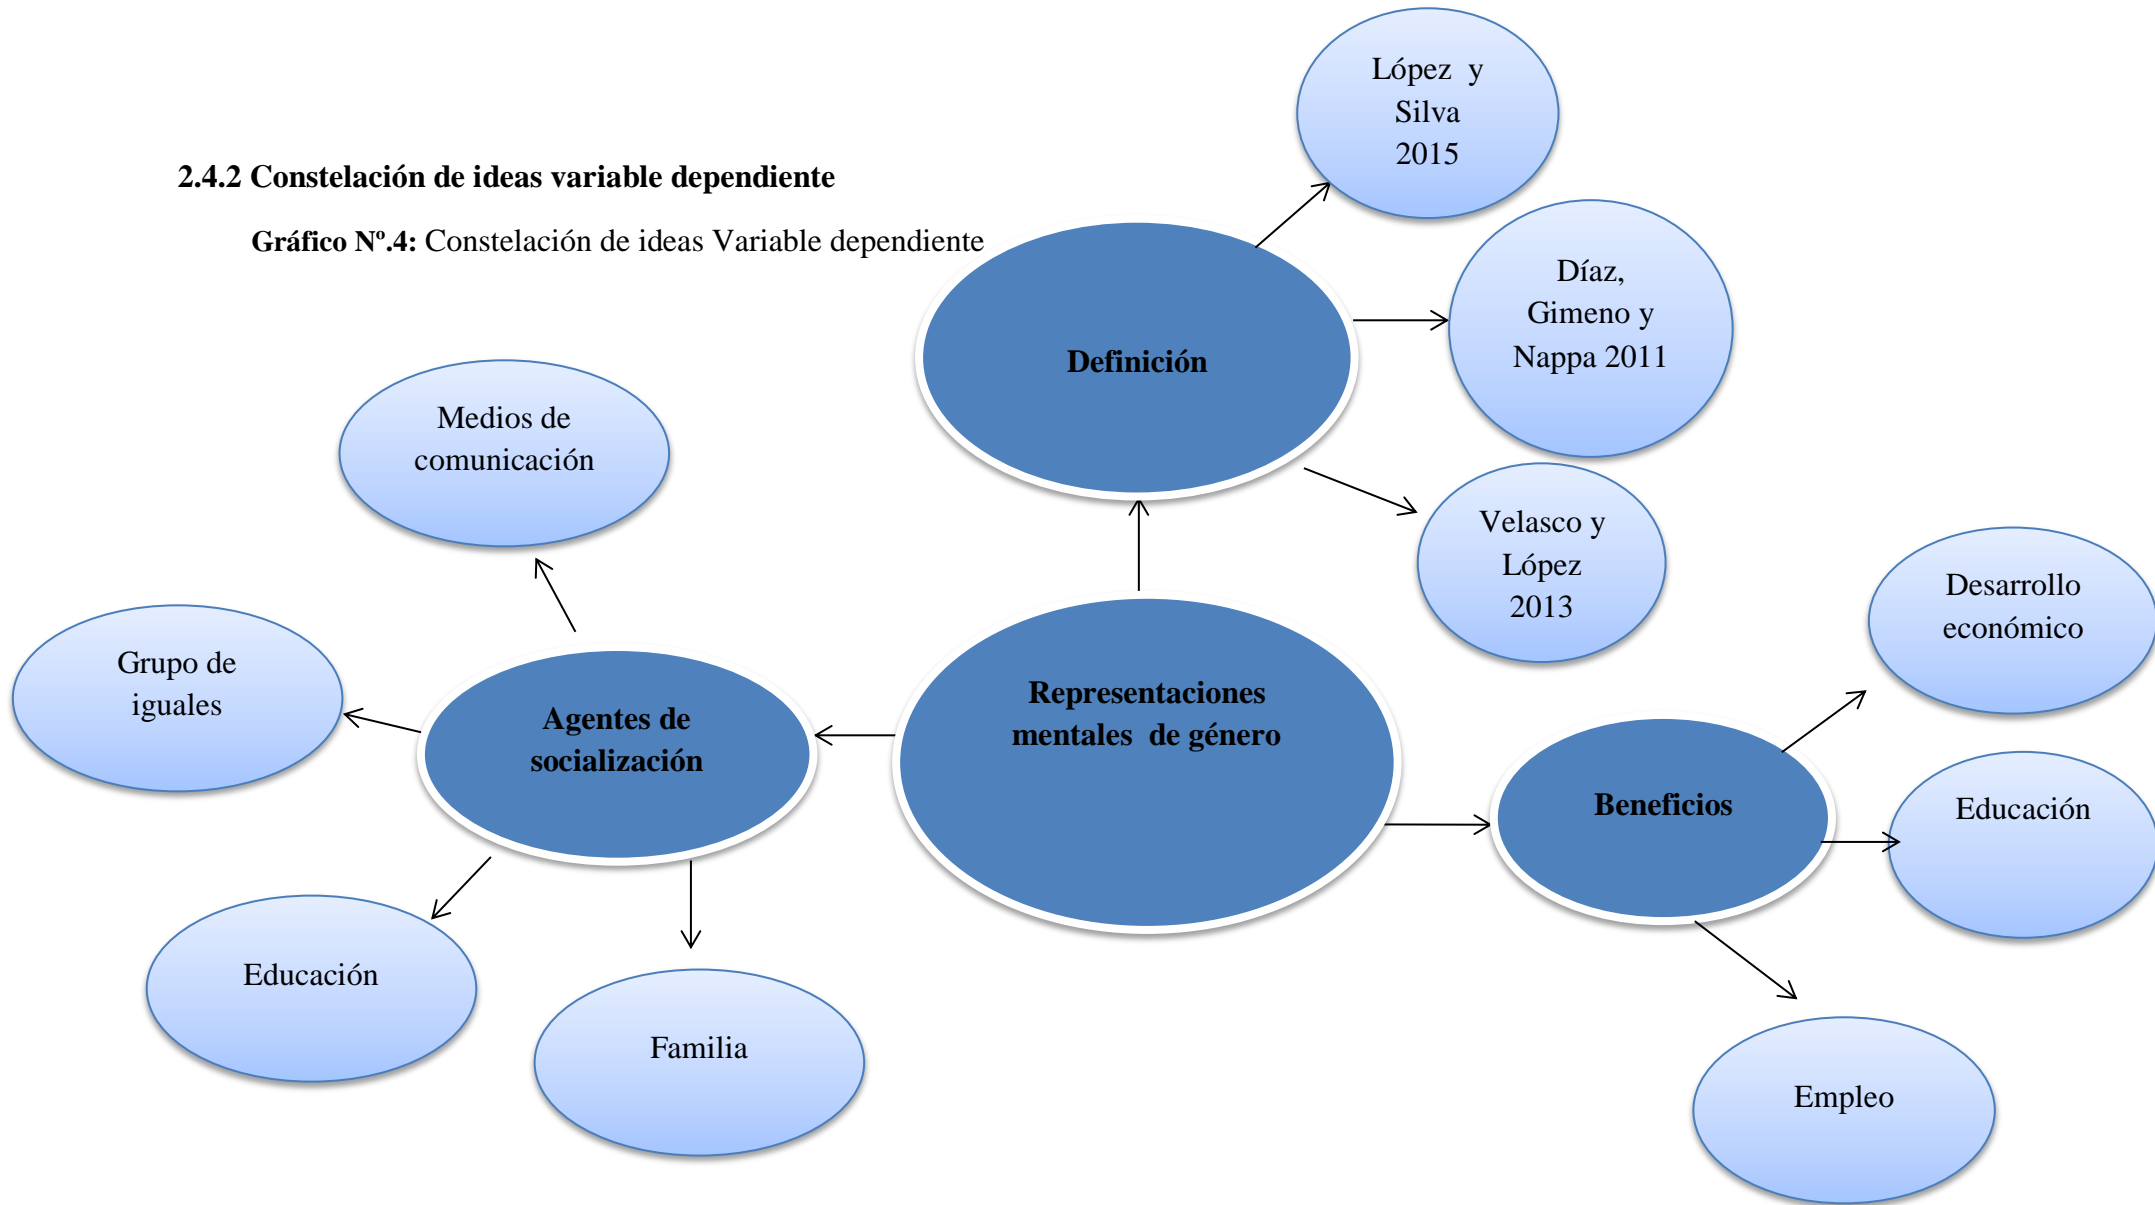 2.4.2 Constelación de ideas variable dependiente
Gráfico Nº.4: Constelación de ideas Variable dependiente
López y
Silva
2015
Díaz,
Gimeno y
Nappa 2011
Definición
Velasco y
López
2013
Medios de
comunicación
Grupo de
iguales
Agentes de
socialización
Educación
Familia
Representaciones
mentales de género
Beneficios
Desarrollo
económico
Educación
Empleo